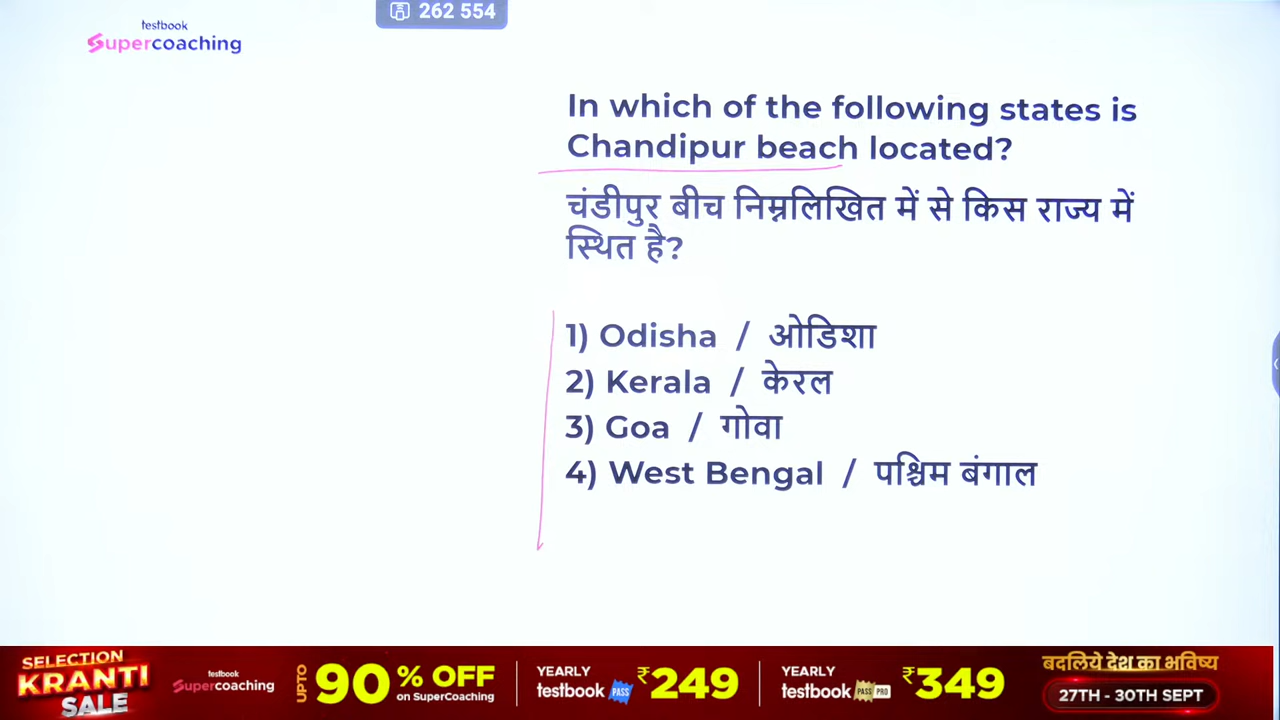 testbook
Supercoaching
262 554
In which of the following states is
Chandipur beach located?
चंडीपुर बीच निम्नलिखित में से किस राज्य में
स्थित है?
1) Odisha / ओडिशा
2) Kerala / केरल
3) Goa / गोवा
4) West Bengal / पश्चिम बंगाल
SELECTION
KRANTI
SALE
testbook
Supercoaching
UPTO 90% OFF
on SuperCoaching
YEARLY
testbook PASS ₹249
YEARLY
testbook PASS PRO ₹349
बदलिये देश का भविष्य
27TH - 30TH SEPT